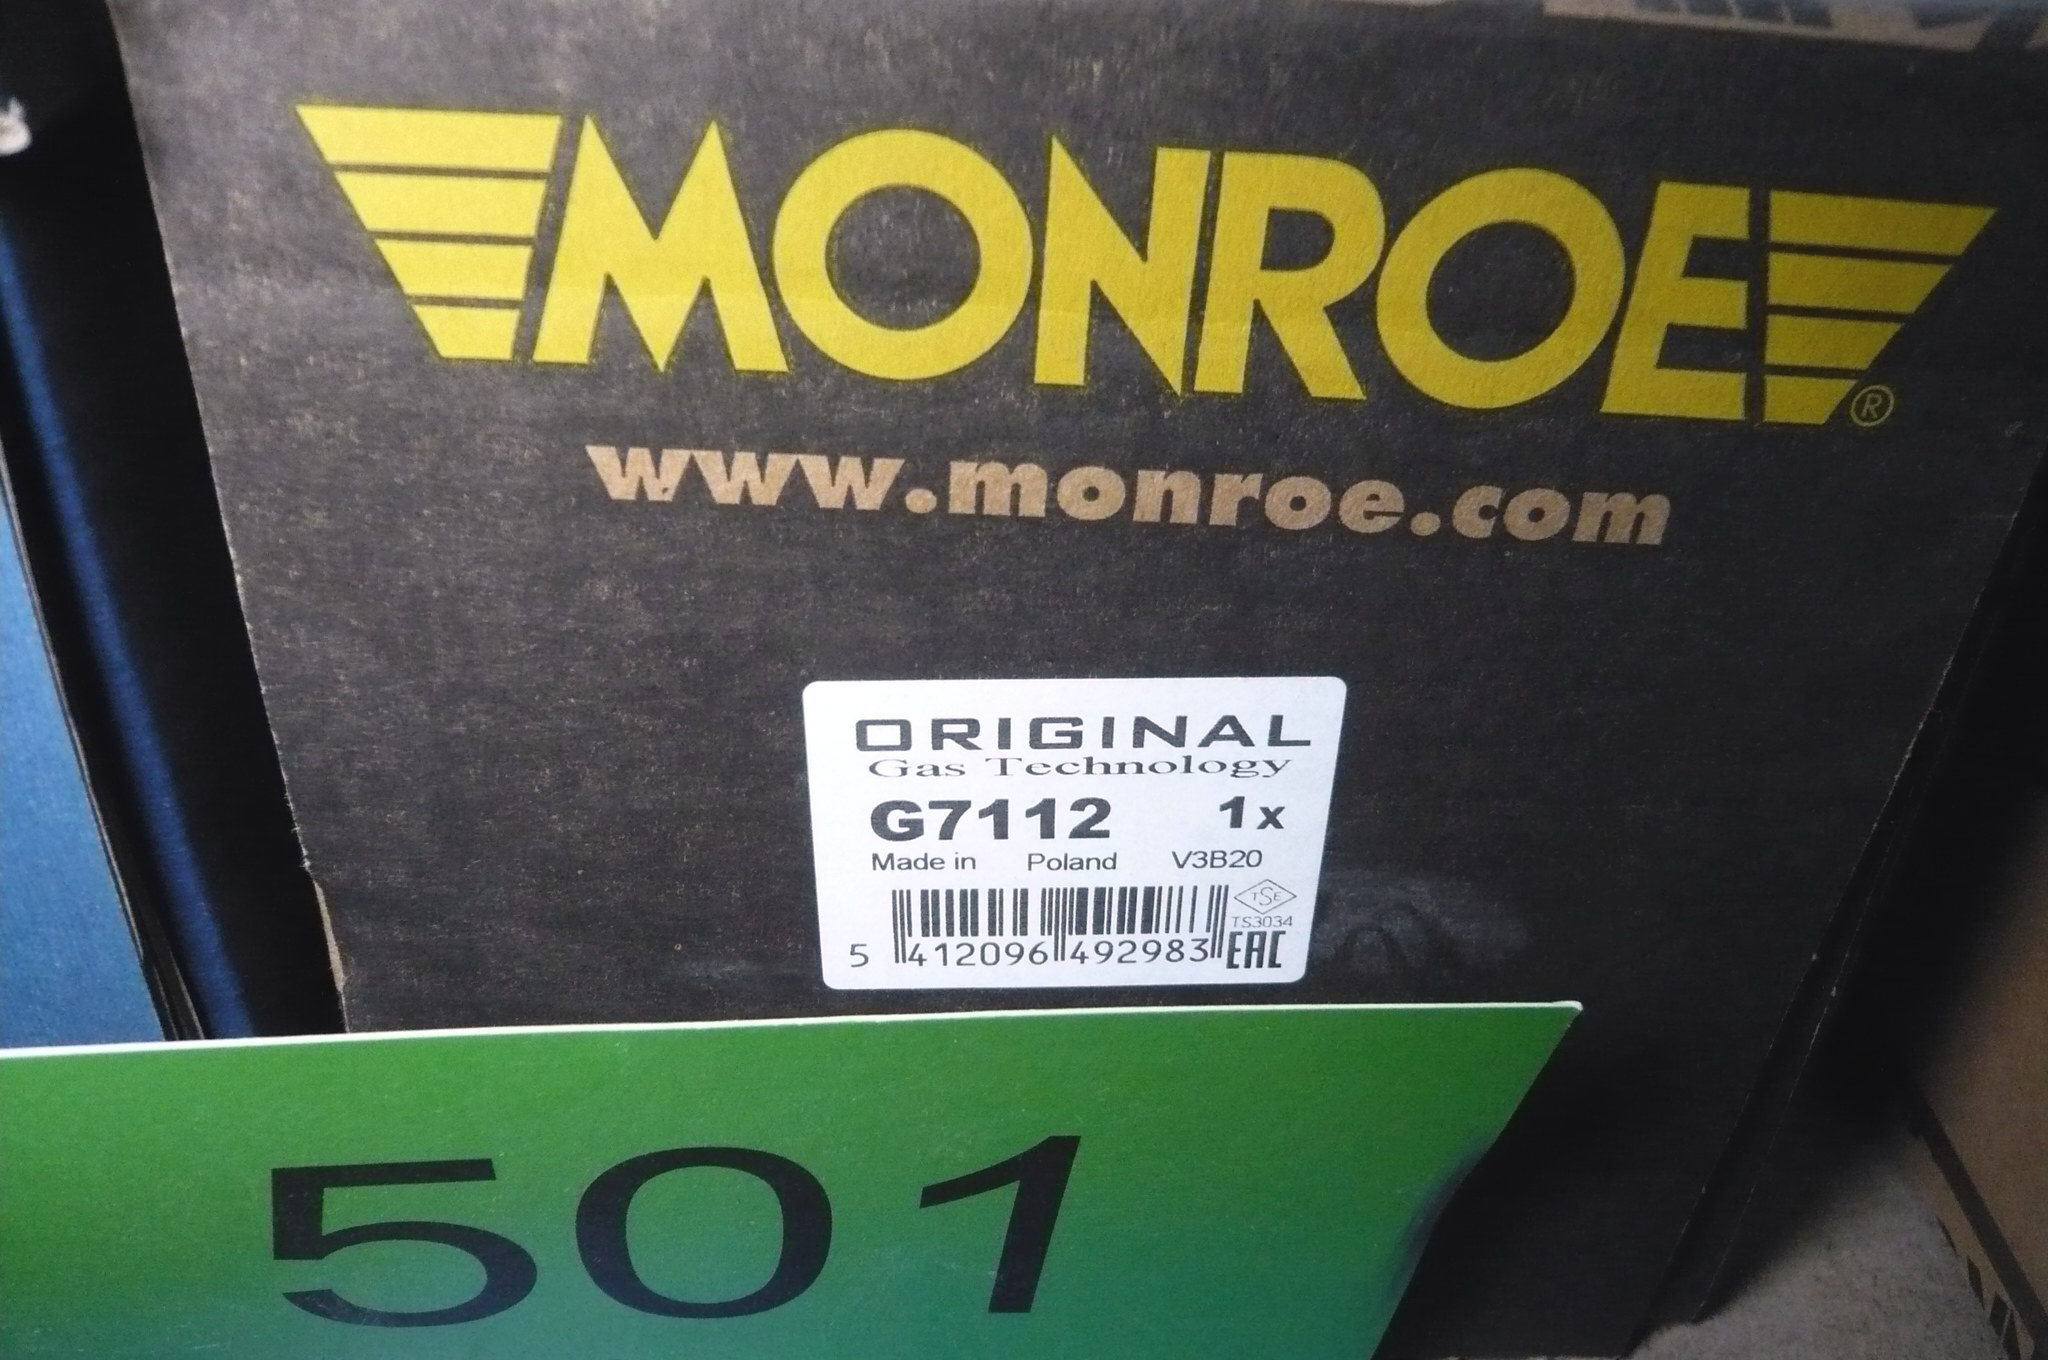 MONROE®
www.monroe.com
ORIGINAL
Gas Technology
G7112 1x
Made in Poland V3B20
TSE
TS3034
5 412096 492983 EAC
501